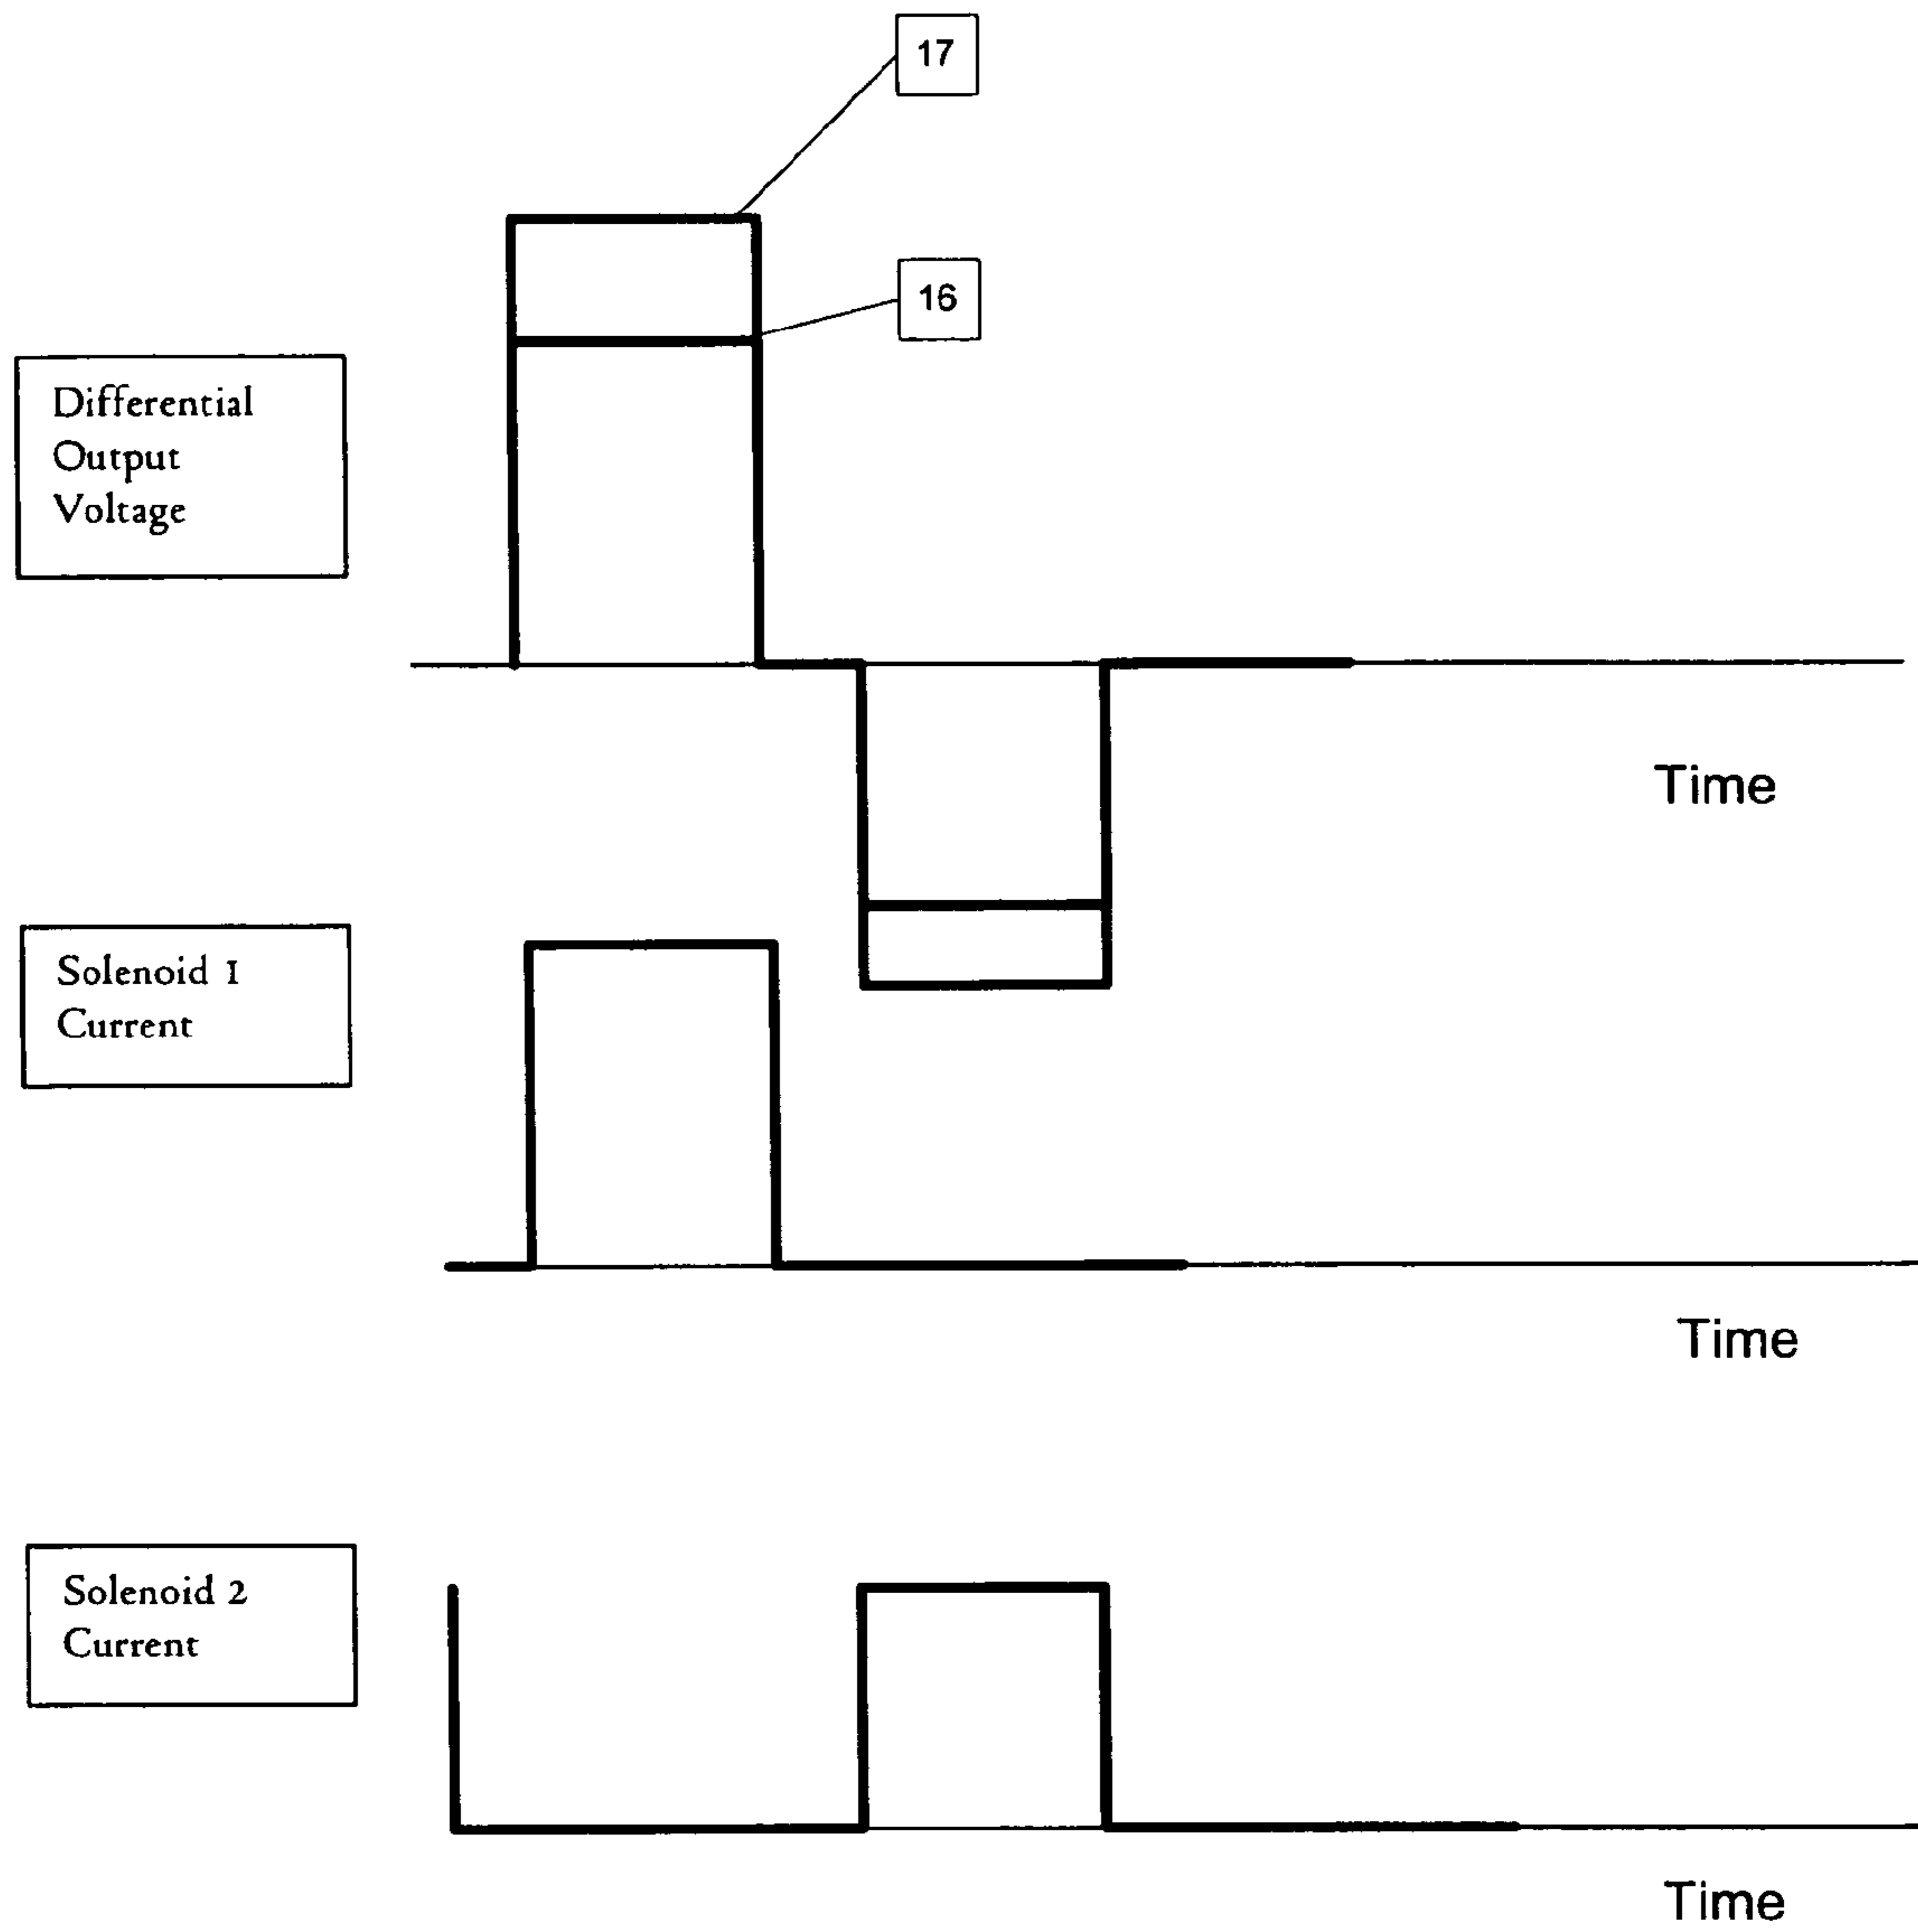 17
16
Differential
Output
Voltage
Time
Solenoid 1
Current
Time
Solenoid 2
Current
Time